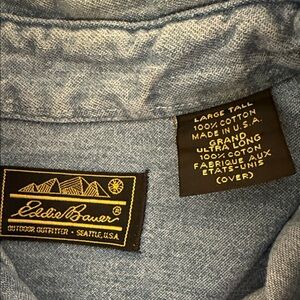 LARGE TALL
100% COTTON
MADE IN U.S.A.
GRAND
ULTRA LONG
100% COTON
FABRIQUE AUX
ETATS-UNIS
(OVER)
Eddie Bauer®
OUTDOOR OUTFITTER • SEATTLE, U.S.A.